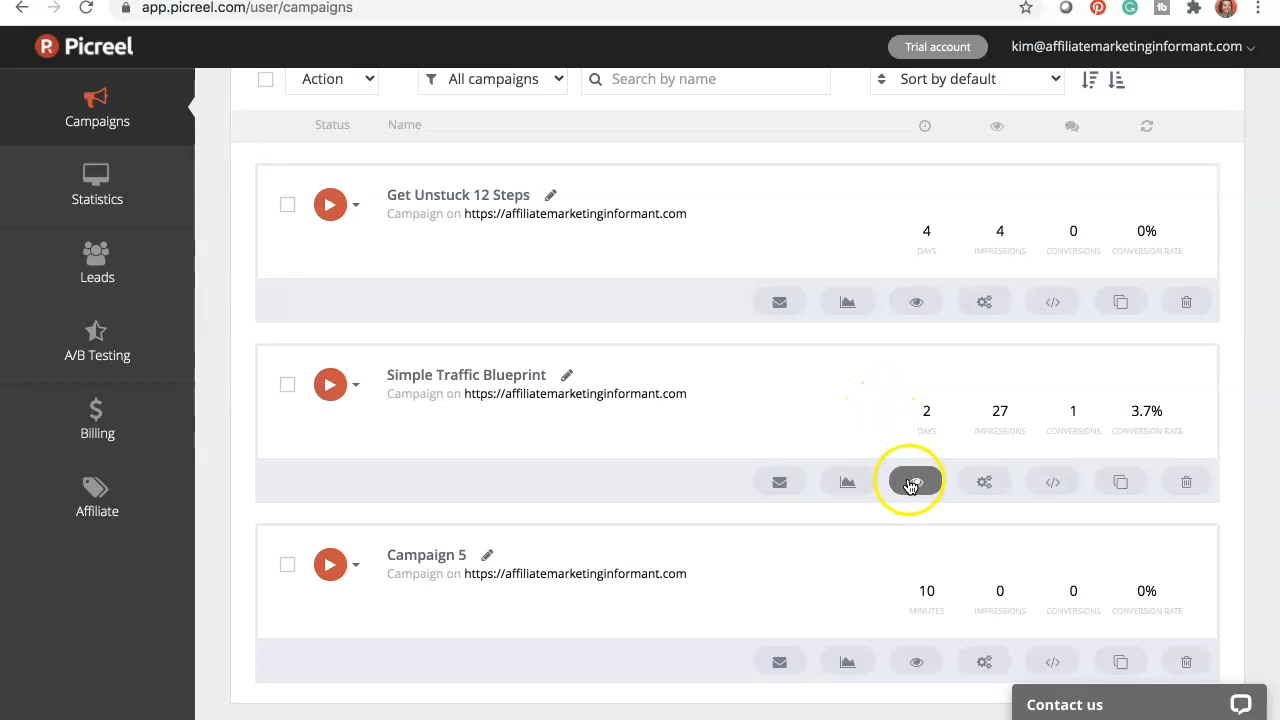 app.picreel.com/user/campaigns
Picreel
Trial account
kim@affiliatemarketinginformant.com
Campaigns
Statistics
Leads
A/B Testing
Billing
Affiliate
Action
All campaigns
Search by name
Sort by default
Status Name
Get Unstuck 12 Steps
Campaign on https://affiliatemarketinginformant.com
4 4 0 0%
DAYS IMPRESSIONS CONVERSIONS CONVERSION RATE
Simple Traffic Blueprint
Campaign on https://affiliatemarketinginformant.com
2 27 1 3.7%
DAYS IMPRESSIONS CONVERSIONS CONVERSION RATE
Campaign 5
Campaign on https://affiliatemarketinginformant.com
10 0 0 0%
MINUTES IMPRESSIONS CONVERSIONS CONVERSION RATE
Contact us